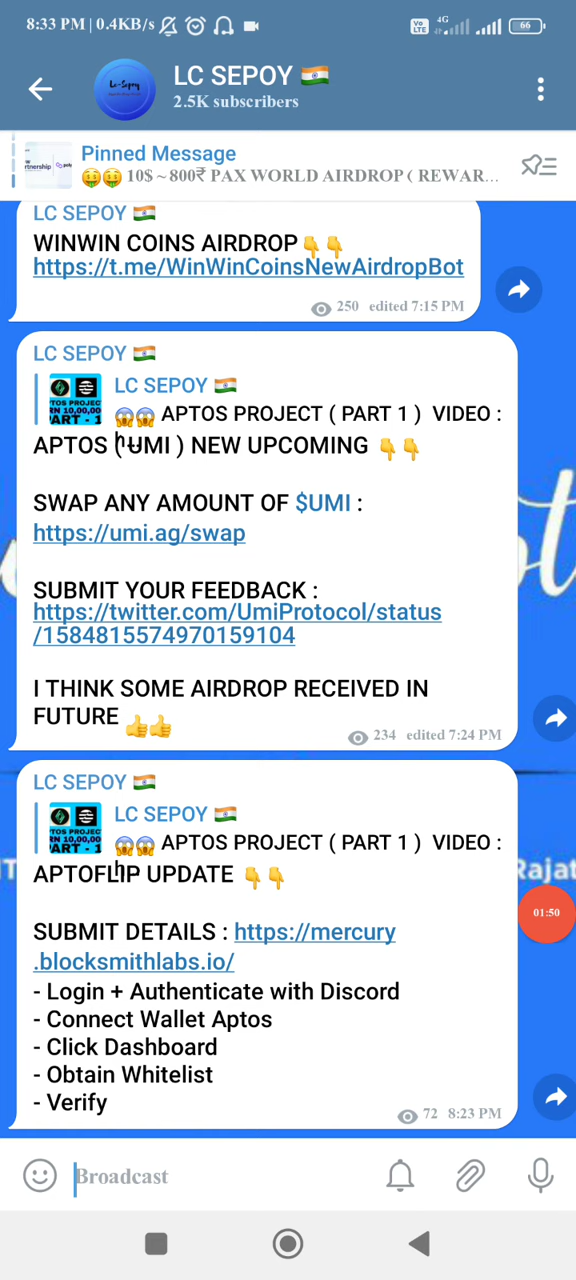 8:33 PM | 0.4KB/s
Vo LTE 4G 66
LC SEPOY 🇮🇳
2.5K subscribers
Pinned Message
🤑🤑 10$ ~ 800₹ PAX WORLD AIRDROP ( REWAR...
LC SEPOY 🇮🇳
WINWIN COINS AIRDROP👇👇
https://t.me/WinWinCoinsNewAirdropBot
250 edited 7:15 PM
LC SEPOY 🇮🇳
LC SEPOY 🇮🇳
😱😱 APTOS PROJECT ( PART 1 ) VIDEO :
APTOS ( UMI ) NEW UPCOMING 👇👇
SWAP ANY AMOUNT OF $UMI :
https://umi.ag/swap
SUBMIT YOUR FEEDBACK :
https://twitter.com/UmiProtocol/status
/1584815574970159104
I THINK SOME AIRDROP RECEIVED IN
FUTURE 👍👍
234 edited 7:24 PM
LC SEPOY 🇮🇳
LC SEPOY 🇮🇳
😱😱 APTOS PROJECT ( PART 1 ) VIDEO :
APTOFLIP UPDATE 👇👇
Rajat
01:50
SUBMIT DETAILS : https://mercury
.blocksmithlabs.io/
- Login + Authenticate with Discord
- Connect Wallet Aptos
- Click Dashboard
- Obtain Whitelist
- Verify
72 8:23 PM
Broadcast